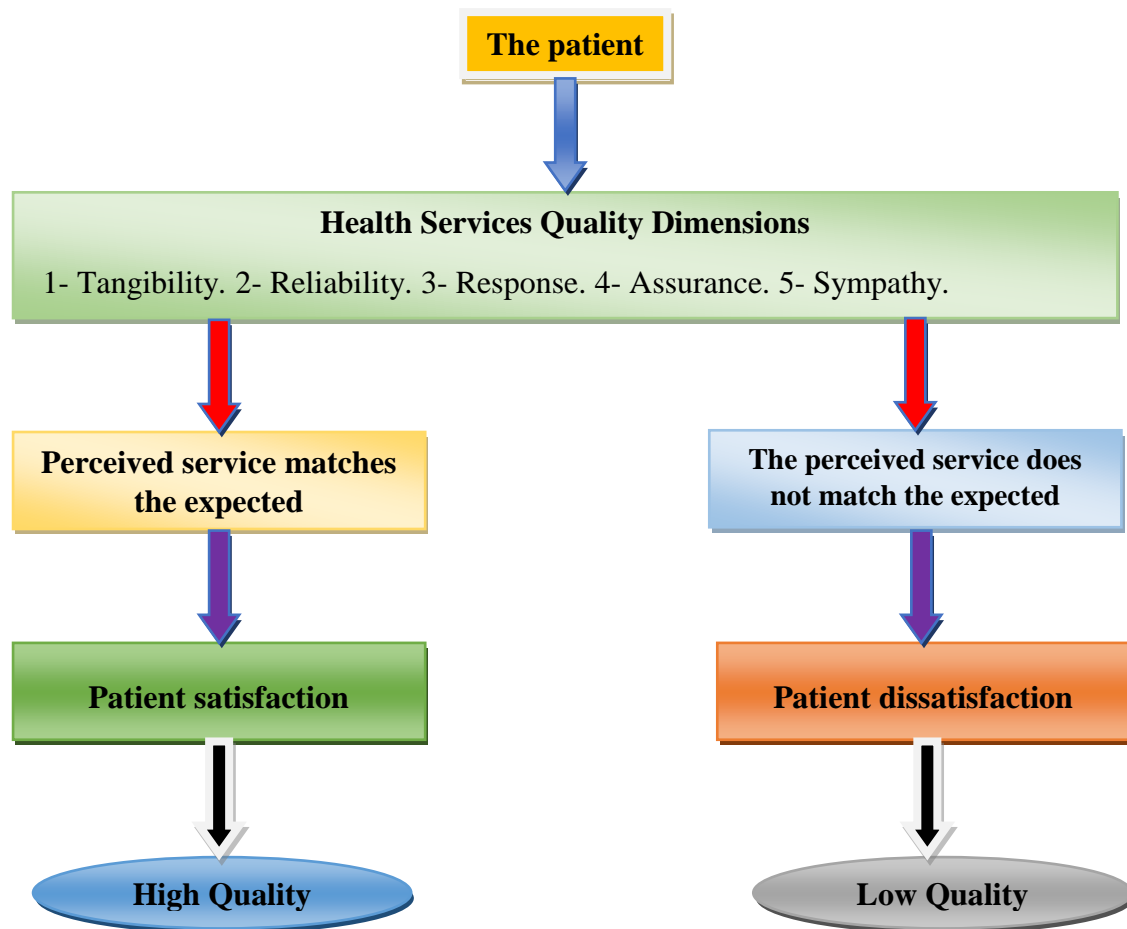 The patient
Health Services Quality Dimensions
1- Tangibility. 2- Reliability. 3- Response. 4- Assurance. 5- Sympathy.
Perceived service matches
the expected
The perceived service does
not match the expected
Patient satisfaction
Patient dissatisfaction
High Quality
Low Quality